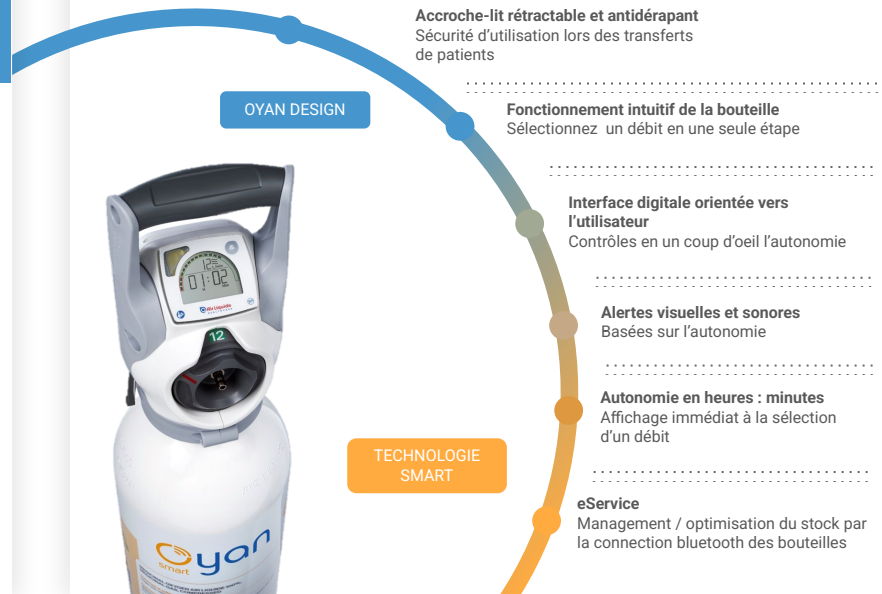 Accroche-lit rétractable et antidérapant
Sécurité d'utilisation lors des transferts
de patients
OYAN DESIGN
Fonctionnement intuitif de la bouteille
Sélectionnez un débit en une seule étape
Interface digitale orientée vers
l'utilisateur
Contrôles en un coup d'oeil l'autonomie
Alertes visuelles et sonores
Basées sur l'autonomie
Autonomie en heures : minutes
Affichage immédiat à la sélection
d'un débit
TECHNOLOGIE
SMART
eService
Management / optimisation du stock par
la connection bluetooth des bouteilles
12
01:02
Air Liquide
12
Oyan
smart